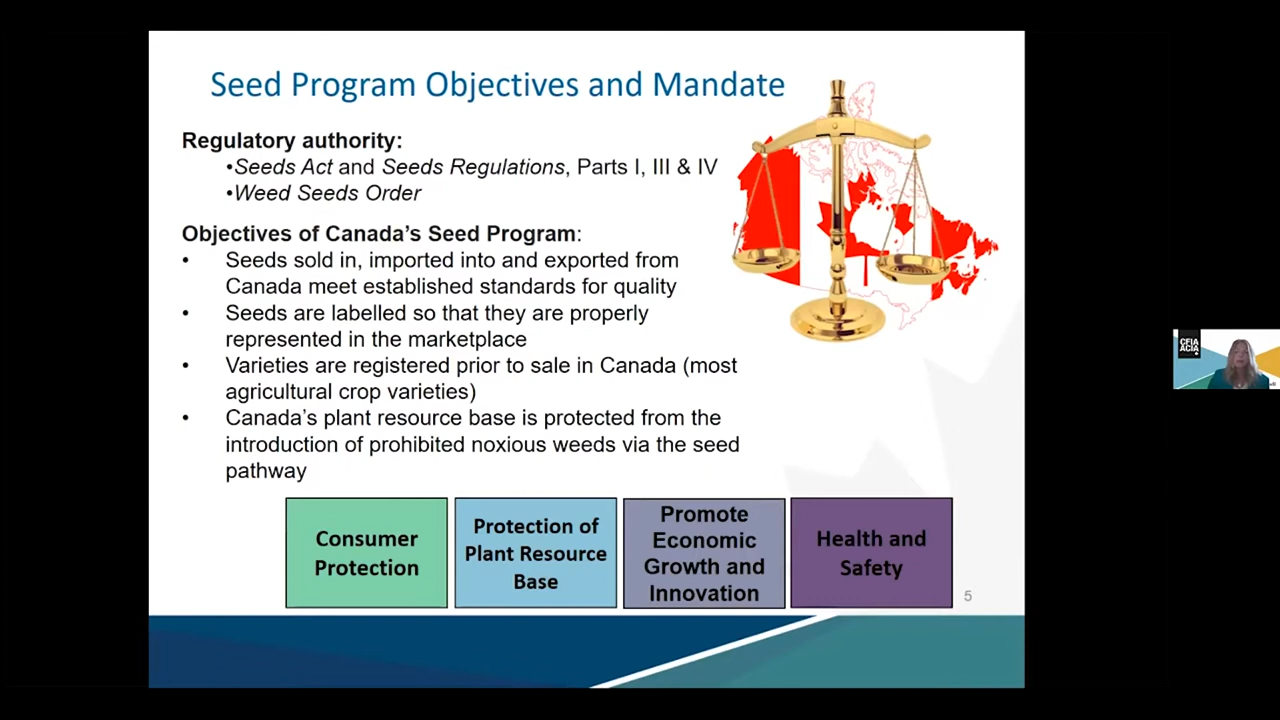 Seed Program Objectives and Mandate
Regulatory authority:
•Seeds Act and Seeds Regulations, Parts I, III & IV
•Weed Seeds Order
Objectives of Canada’s Seed Program:
• Seeds sold in, imported into and exported from
Canada meet established standards for quality
• Seeds are labelled so that they are properly
represented in the marketplace
• Varieties are registered prior to sale in Canada (most
agricultural crop varieties)
• Canada’s plant resource base is protected from the
introduction of prohibited noxious weeds via the seed
pathway
Consumer
Protection
Protection of
Plant Resource
Base
Promote
Economic
Growth and
Innovation
Health and
Safety
5
CFIA
ACIA